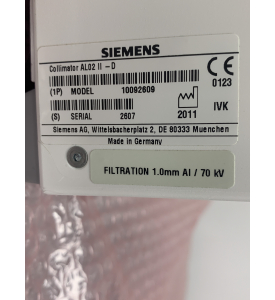 SIEMENS
Collimator AL02 II -D
(1P) MODEL 10092609
CE 0123
(S) SERIAL 2607
2011 IVK
Siemens AG, Wittelsbacherplatz 2, DE 80333 Muenchen
Made in Germany
FILTRATION 1.0mm Al / 70 kV